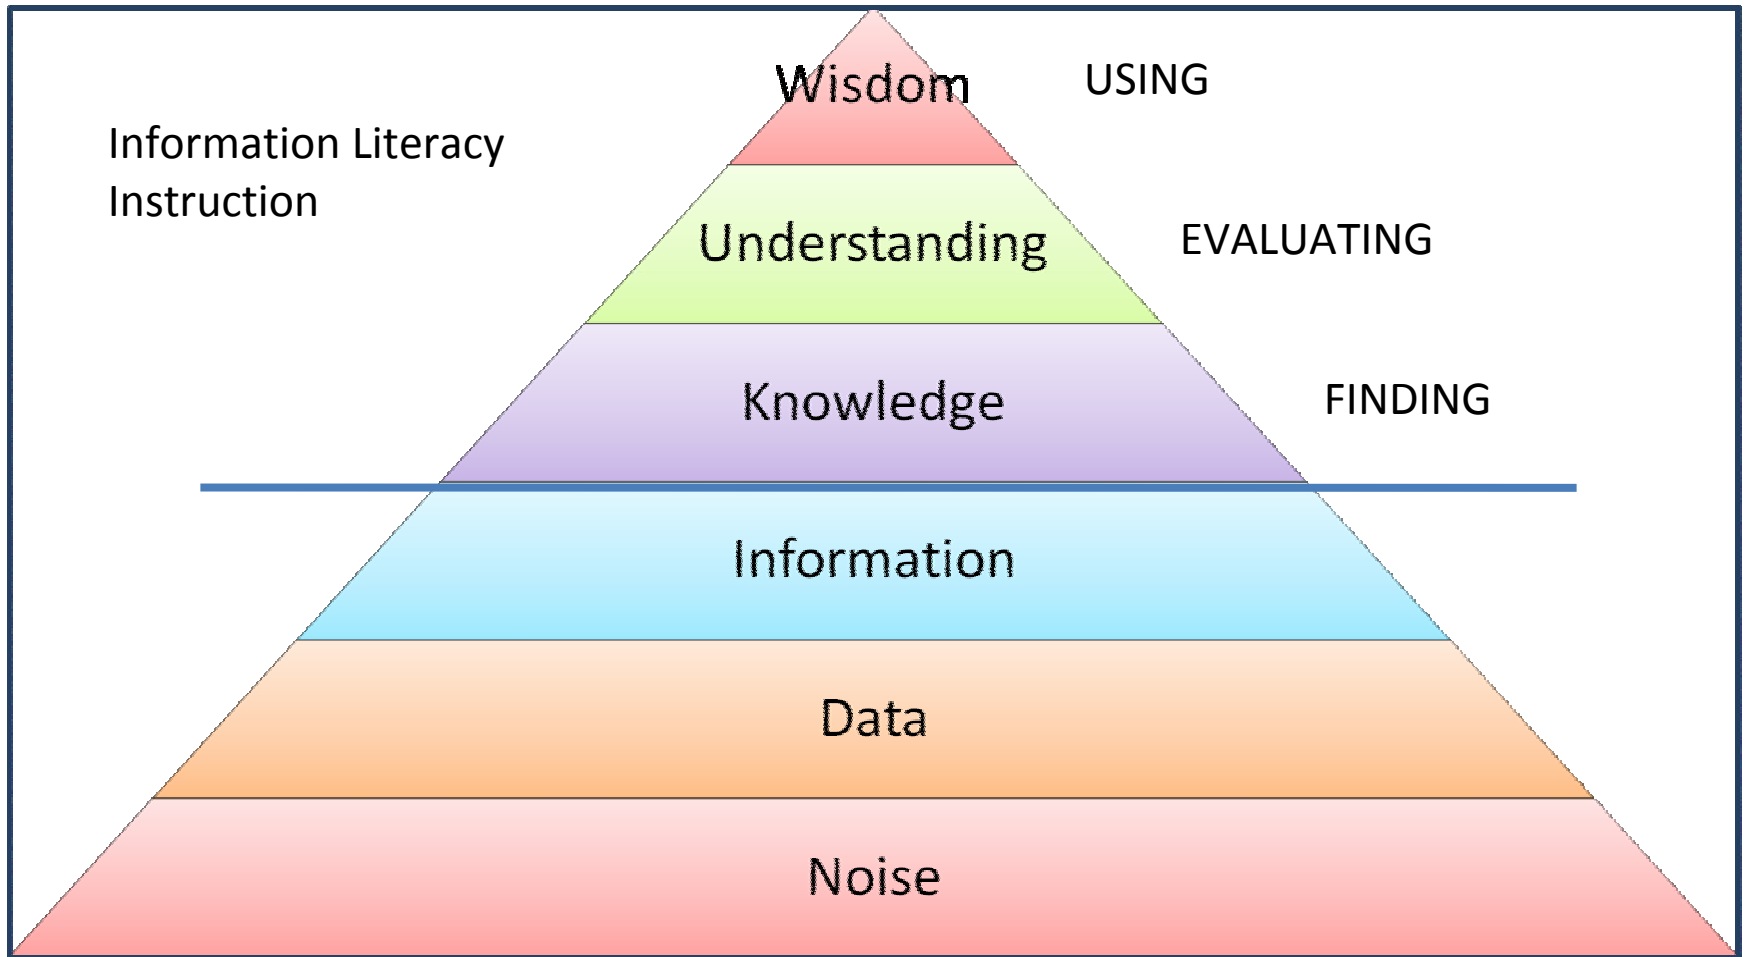 Wisdom
USING
Information Literacy
Instruction
Understanding
EVALUATING
Knowledge
FINDING
Information
Data
Noise